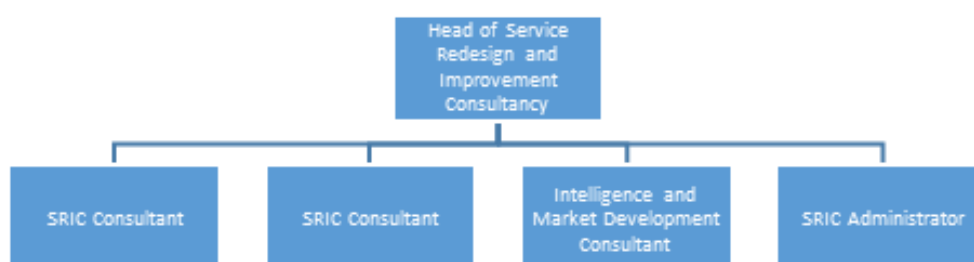 Head of Service
Redesign and
Improvement
Consultancy
SRIC Consultant
SRIC Consultant
Intelligence and
Market Development
Consultant
SRIC Administrator